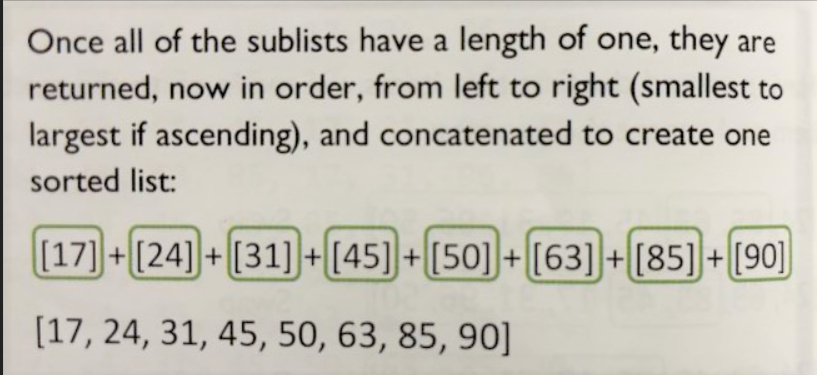 Once all of the sublists have a length of one, they are
returned, now in order, from left to right (smallest to
largest if ascending), and concatenated to create one
sorted list:
[17]+[24]+[31]+[45]+[50]+[63]+[85]+[90]
[17, 24, 31, 45, 50, 63, 85, 90]